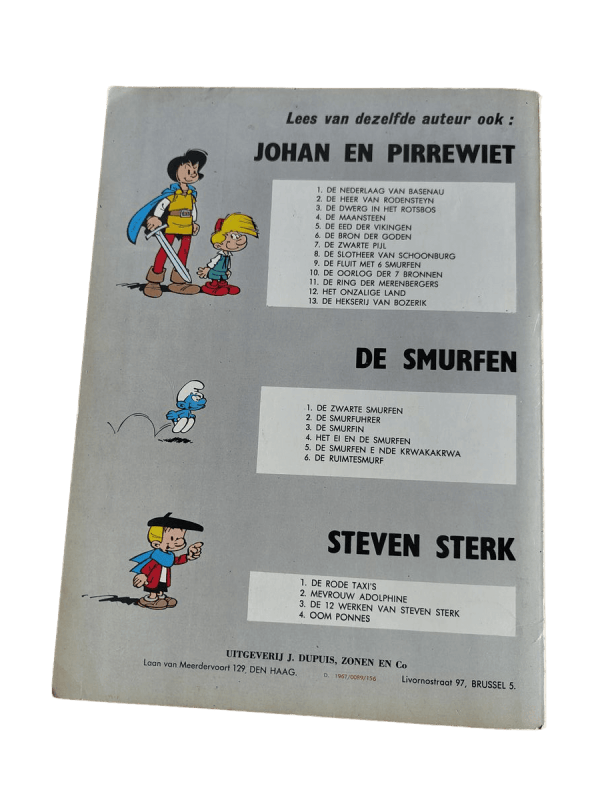 Lees van dezelfde auteur ook :
JOHAN EN PIRREWIET
1. DE NEDERLAAG VAN BASENAU
2. DE HEER VAN RODENSTEYN
3. DE DWERG IN HET ROTSBOS
4. DE MAANSTEEN
5. DE EED DER VIKINGEN
6. DE BRON DER GODEN
7. DE ZWARTE PIJL
8. DE SLOTHEER VAN SCHOONBURG
9. DE FLUIT MET 6 SMURFEN
10. DE OORLOG DER 7 BRONNEN
11. DE RING DER MERENBERGERS
12. HET ONZALIGE LAND
13. DE HEKSERIJ VAN BOZERIK
DE SMURFEN
1. DE ZWARTE SMURFEN
2. DE SMURFUHRER
3. DE SMURFIN
4. HET EI EN DE SMURFEN
5. DE SMURFEN E NDE KRWAKAKRWA
6. DE RUIMTESMURF
STEVEN STERK
1. DE RODE TAXI'S
2. MEVROUW ADOLPHINE
3. DE 12 WERKEN VAN STEVEN STERK
4. OOM PONNES
UITGEVERIJ J. DUPUIS, ZONEN EN Co
Laan van Meerdervoort 129, DEN HAAG. D. 1967/0099/156 Livornostraat 97, BRUSSEL 5.